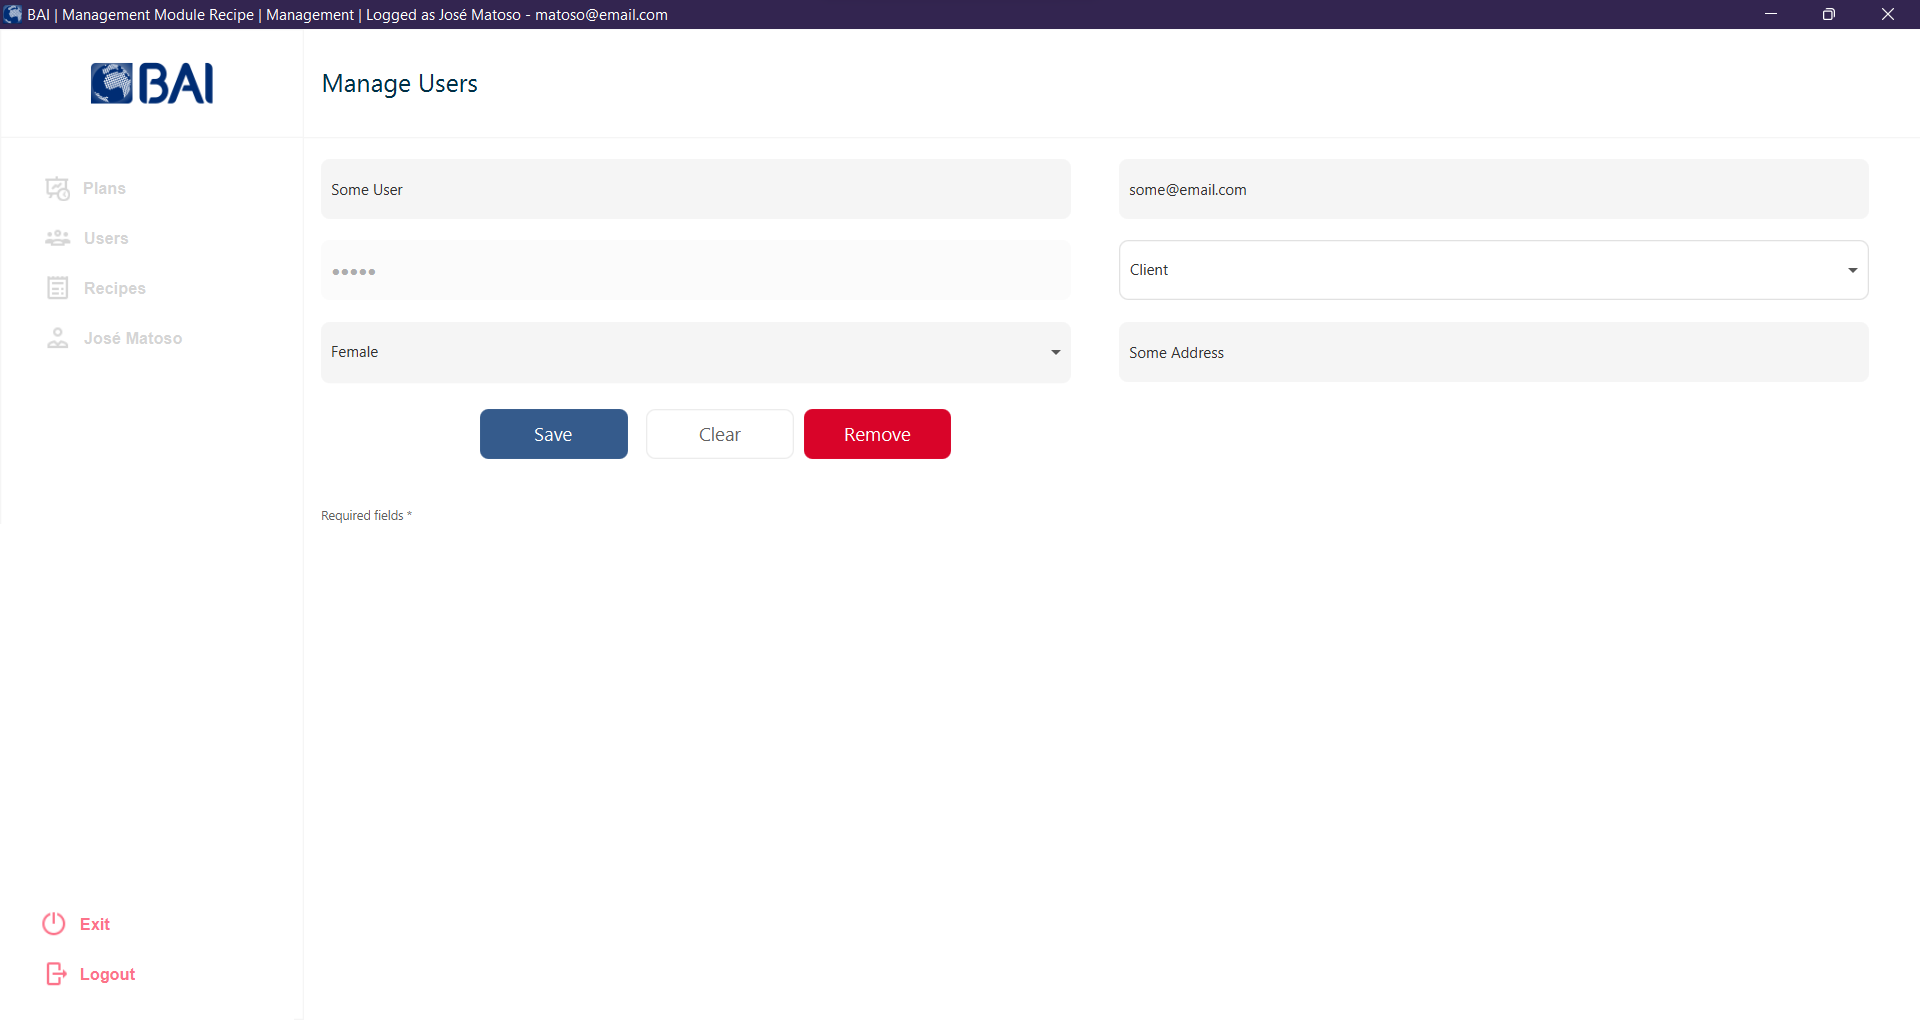 BAI | Management Module Recipe | Management | Logged as José Matoso - matoso@email.com
BAI
Manage Users
Plans
Users
Recipes
José Matoso
Some User
some@email.com
•••••
Client
Female
Some Address
Save
Clear
Remove
Required fields *
Exit
Logout